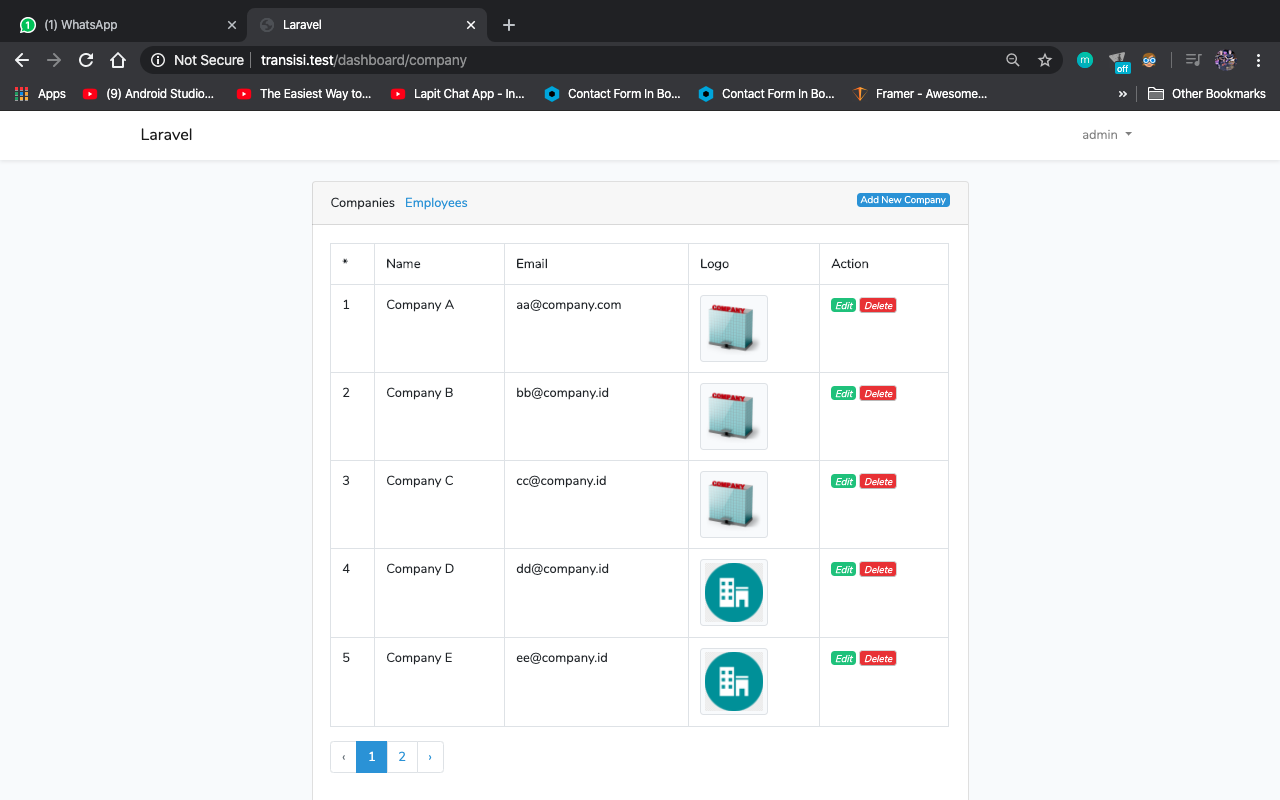 1 (1) WhatsApp
Laravel
Not Secure transisi.test/dashboard/company
m
off
Apps (9) Android Studio... The Easiest Way to... Lapit Chat App - In... Contact Form In Bo... Contact Form In Bo... Framer - Awesome... » Other Bookmarks
Laravel admin
Companies Employees Add New Company
* Name Email Logo Action
1 Company A aa@company.com COMPANY Edit Delete
2 Company B bb@company.id COMPANY Edit Delete
3 Company C cc@company.id COMPANY Edit Delete
4 Company D dd@company.id Edit Delete
5 Company E ee@company.id Edit Delete
‹ 1 2 ›